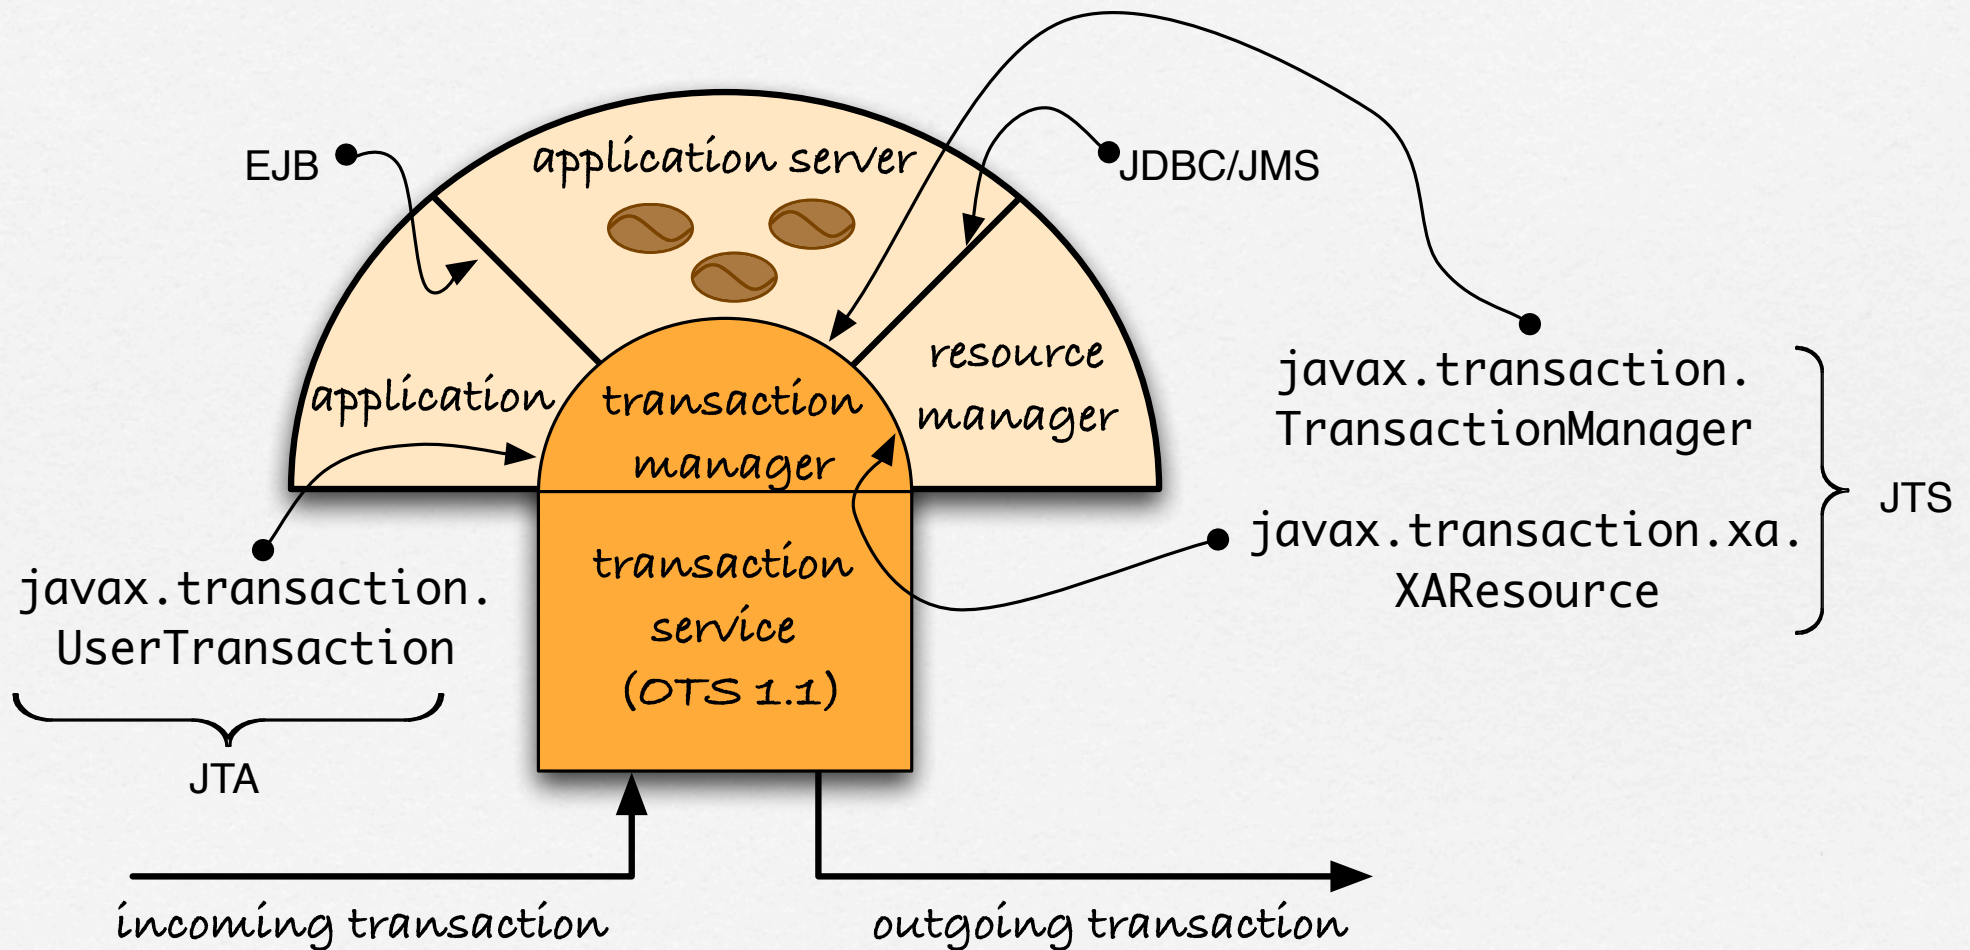 EJB
application server
JDBC/JMS
application
transaction
manager
resource
manager
javax.transaction.
TransactionManager
JTS
javax.transaction.xa.
XAResource
javax.transaction.
UserTransaction
JTA
transaction
service
(OTS 1.1)
incoming transaction
outgoing transaction